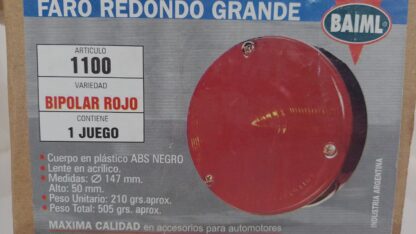 FARO REDONDO GRANDE
BAIML
ARTICULO
1100
VARIEDAD
BIPOLAR ROJO
CONTIENE
1 JUEGO
• Cuerpo en plástico ABS NEGRO
• Lente en acrílico.
• Medidas: Ø 147 mm.
Alto: 50 mm.
• Peso Unitario: 210 grs.aprox.
• Peso Total: 505 grs. aprox.
MAXIMA CALIDAD en accesorios para automotores
INDUSTRIA ARGENTINA